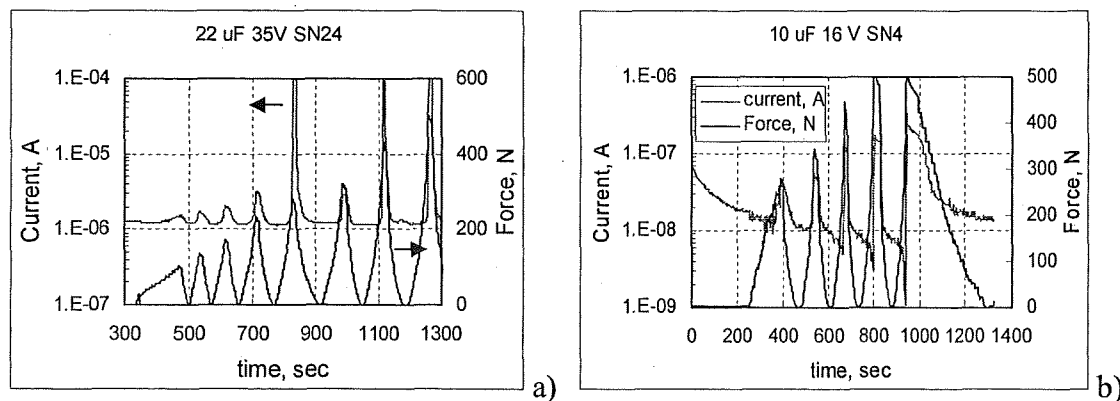 22 uF 35V SN24
1.E-04
1.E-05
1.E-06
1.E-07
Current, A
600
400
200
0
Force, N
300 500 700 900 1100 1300
time, sec
a)
10 uF 16 V SN4
1.E-06
1.E-07
1.E-08
1.E-09
Current, A
current, A
Force, N
500
400
300
200
100
0
Force, N
0 200 400 600 800 1000 1200 1400
time, sec
b)